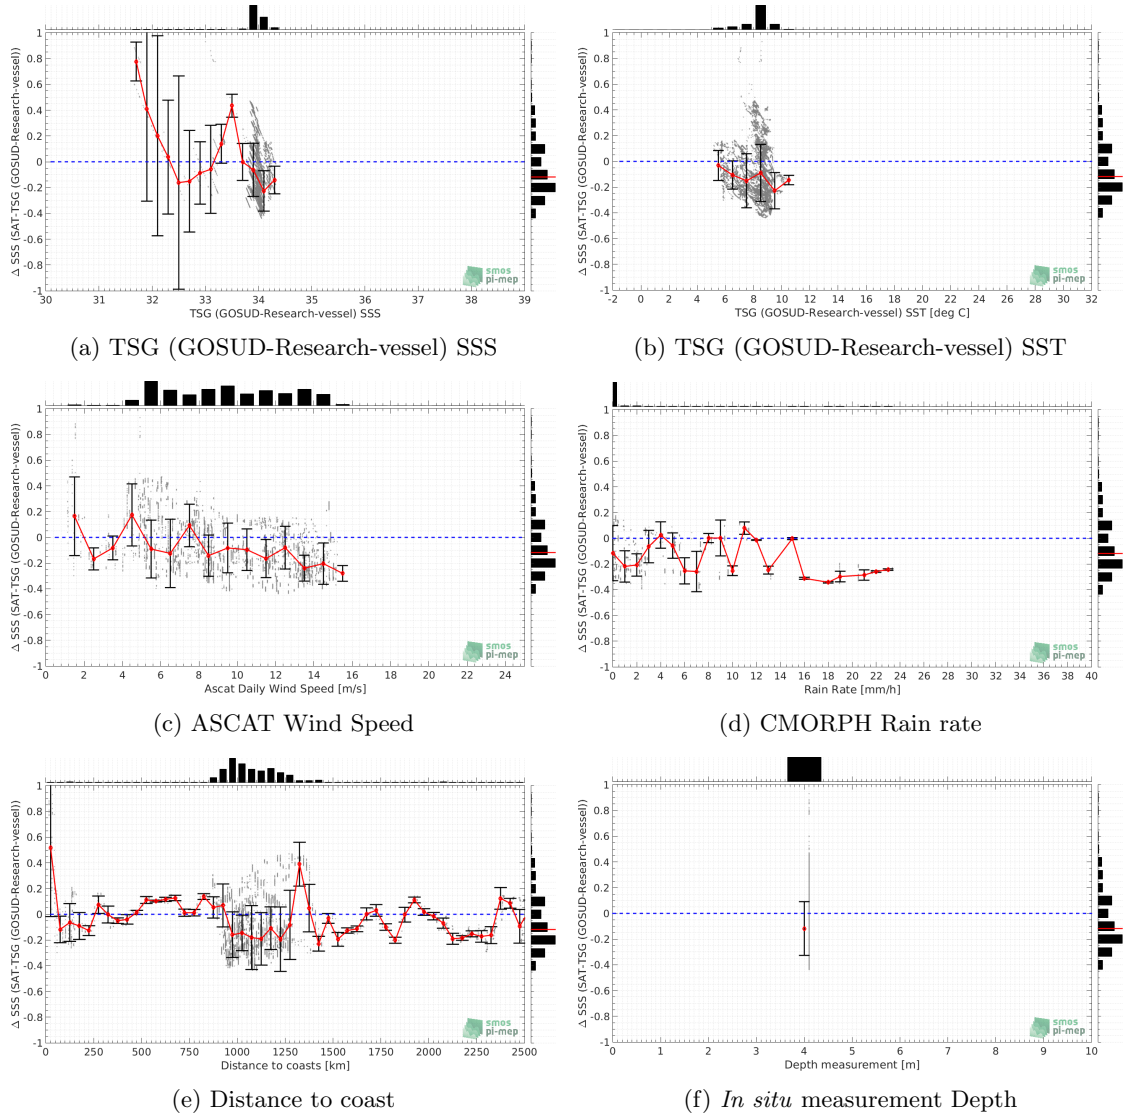 Δ SSS (SAT-TSG (GOSUD-Research-vessel))
1
0.8
0.6
0.4
0.2
0
-0.2
-0.4
-0.6
-0.8
-1
30 31 32 33 34 35 36 37 38 39
TSG (GOSUD-Research-vessel) SSS
smos
pi-mep
(a) TSG (GOSUD-Research-vessel) SSS
Δ SSS (SAT-TSG (GOSUD-Research-vessel))
1
0.8
0.6
0.4
0.2
0
-0.2
-0.4
-0.6
-0.8
-1
-2 0 2 4 6 8 10 12 14 16 18 20 22 24 26 28 30 32
TSG (GOSUD-Research-vessel) SST [deg C]
smos
pi-mep
(b) TSG (GOSUD-Research-vessel) SST
Δ SSS (SAT-TSG (GOSUD-Research-vessel))
1
0.8
0.6
0.4
0.2
0
-0.2
-0.4
-0.6
-0.8
-1
0 2 4 6 8 10 12 14 16 18 20 22 24
Ascat Daily Wind Speed [m/s]
smos
pi-mep
(c) ASCAT Wind Speed
Δ SSS (SAT-TSG (GOSUD-Research-vessel))
1
0.8
0.6
0.4
0.2
0
-0.2
-0.4
-0.6
-0.8
-1
0 2 4 6 8 10 12 14 16 18 20 22 24 26 28 30 32 34 36 38 40
Rain Rate [mm/h]
smos
pi-mep
(d) CMORPH Rain rate
Δ SSS (SAT-TSG (GOSUD-Research-vessel))
1
0.8
0.6
0.4
0.2
0
-0.2
-0.4
-0.6
-0.8
-1
0 250 500 750 1000 1250 1500 1750 2000 2250 2500
Distance to coasts [km]
smos
pi-mep
(e) Distance to coast
Δ SSS (SAT-TSG (GOSUD-Research-vessel))
1
0.8
0.6
0.4
0.2
0
-0.2
-0.4
-0.6
-0.8
-1
0 1 2 3 4 5 6 7 8 9 10
Depth measurement [m]
smos
pi-mep
(f) In situ measurement Depth